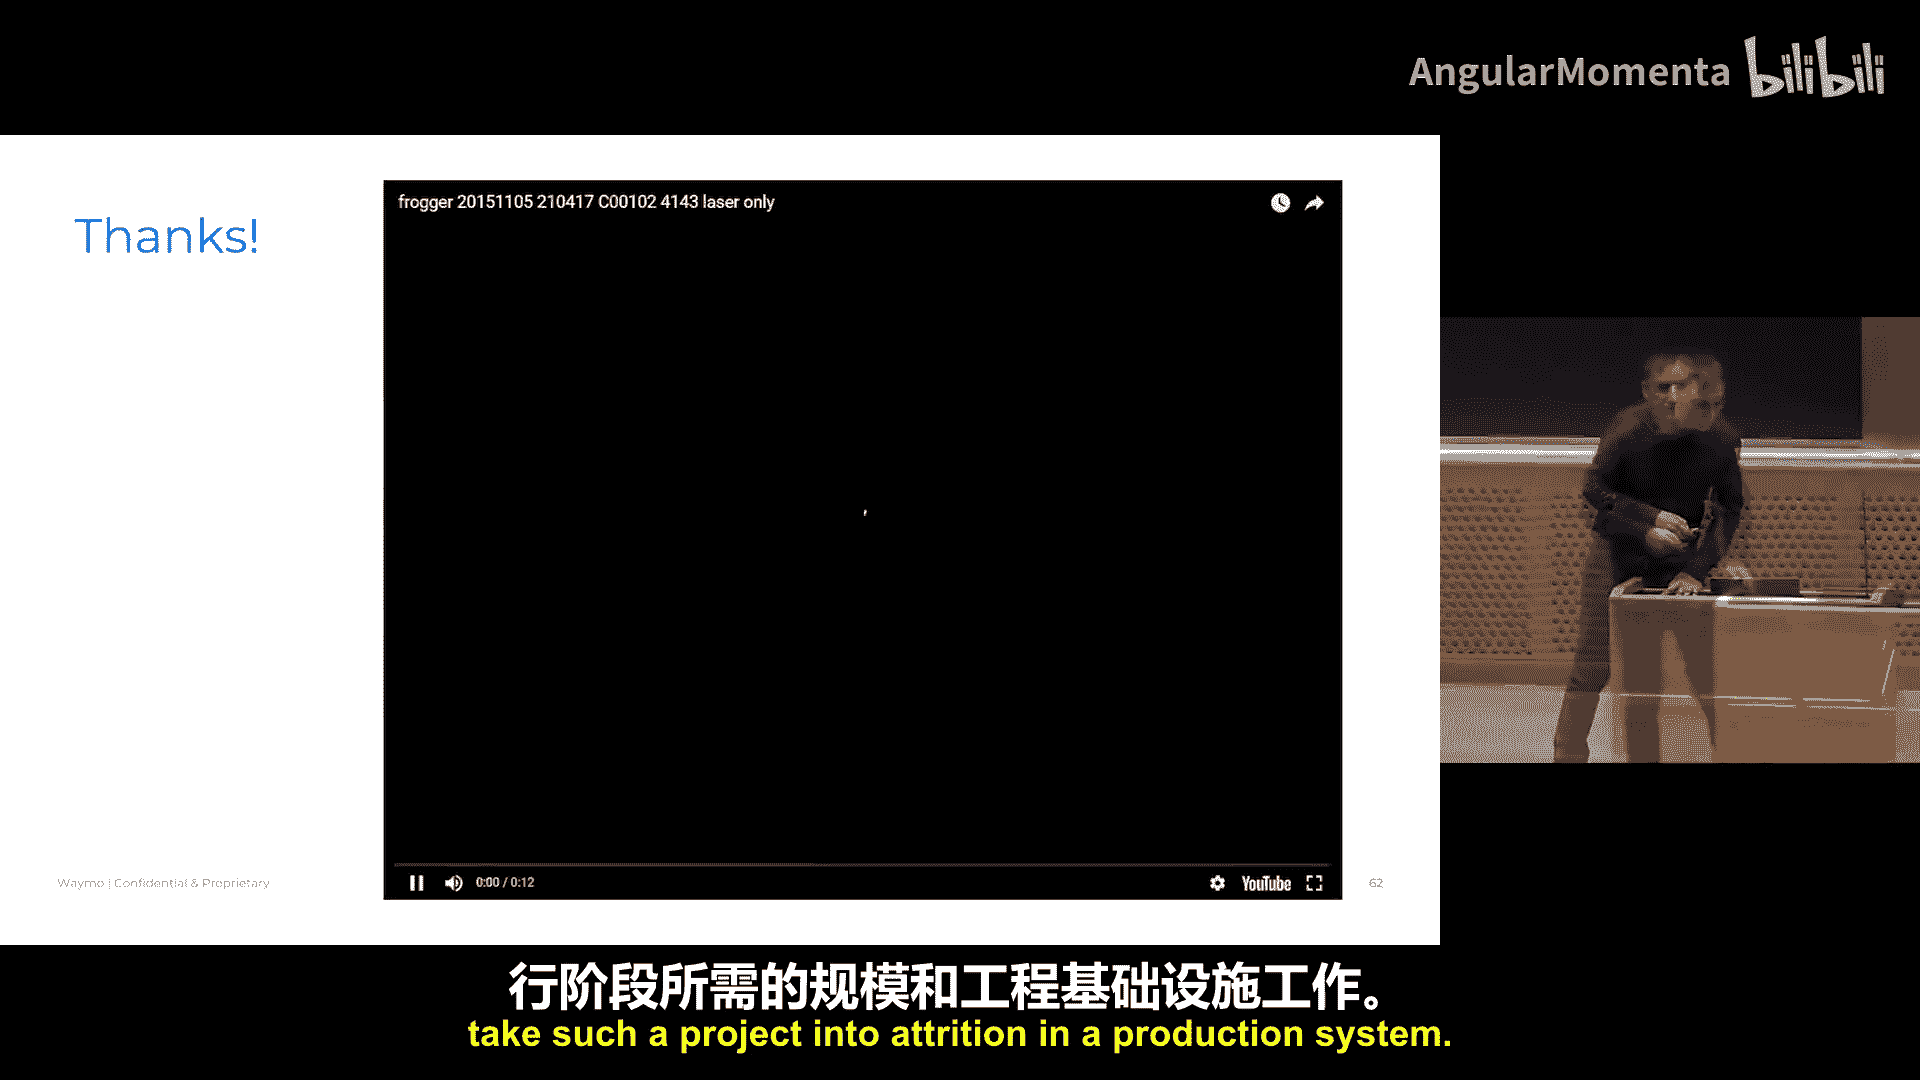 AngularMomenta bilibili
Thanks!
frogger 20151105 210417 C00102 4143 laser only
0:00 / 0:12
YouTube
Waymo | Confidential & Proprietary
62
行阶段所需的规模和工程基础设施工作。
take such a project into attrition in a production system.